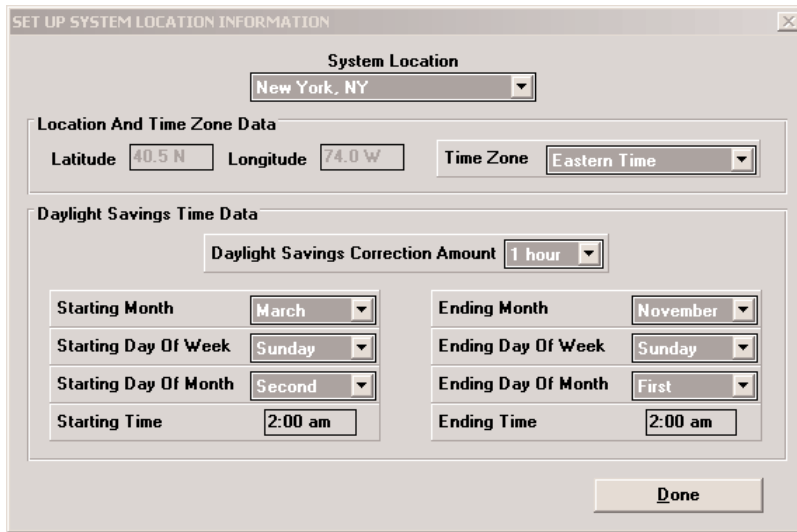 SET UP SYSTEM LOCATION INFORMATION
System Location
New York, NY
Location And Time Zone Data
Latitude 40.5 N Longitude 74.0 W Time Zone Eastern Time
Daylight Savings Time Data
Daylight Savings Correction Amount 1 hour
Starting Month March Ending Month November
Starting Day Of Week Sunday Ending Day Of Week Sunday
Starting Day Of Month Second Ending Day Of Month First
Starting Time 2:00 am Ending Time 2:00 am
Done